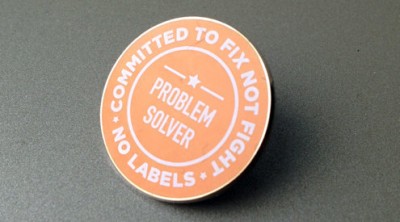 COMMITTED TO FIX NOT FIGHT
PROBLEM
SOLVER
NO LABELS